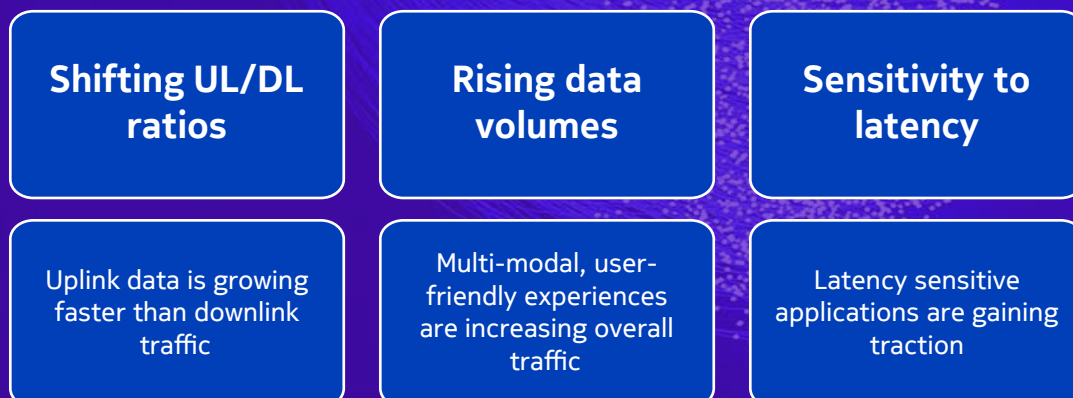 Shifting UL/DL
ratios
Rising data
volumes
Sensitivity to
latency
Uplink data is growing
faster than downlink
traffic
Multi-modal, user-
friendly experiences
are increasing overall
traffic
Latency sensitive
applications are gaining
traction